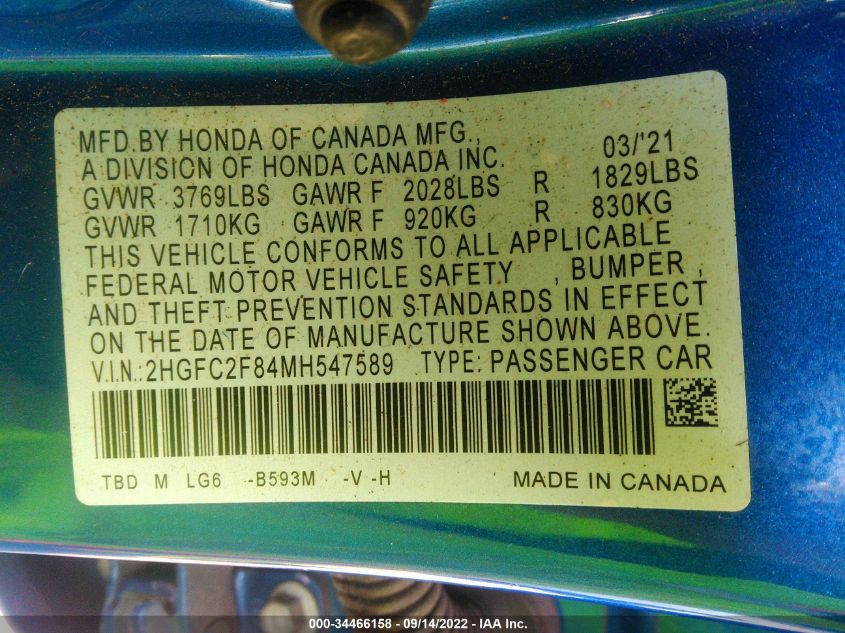 MFD.BY HONDA OF CANADA MFG., 03/'21
A DIVISION OF HONDA CANADA INC.
GVWR 3769LBS GAWR F 2028LBS R 1829LBS
GVWR 1710KG GAWR F 920KG R 830KG
THIS VEHICLE CONFORMS TO ALL APPLICABLE
FEDERAL MOTOR VEHICLE SAFETY , BUMPER ,
AND THEFT PREVENTION STANDARDS IN EFFECT
ON THE DATE OF MANUFACTURE SHOWN ABOVE.
V.I.N.:2HGFC2F84MH547589 TYPE: PASSENGER CAR
TBD M LG6 -B593M -V -H MADE IN CANADA
000-34466158 - 09/14/2022 - IAA Inc.